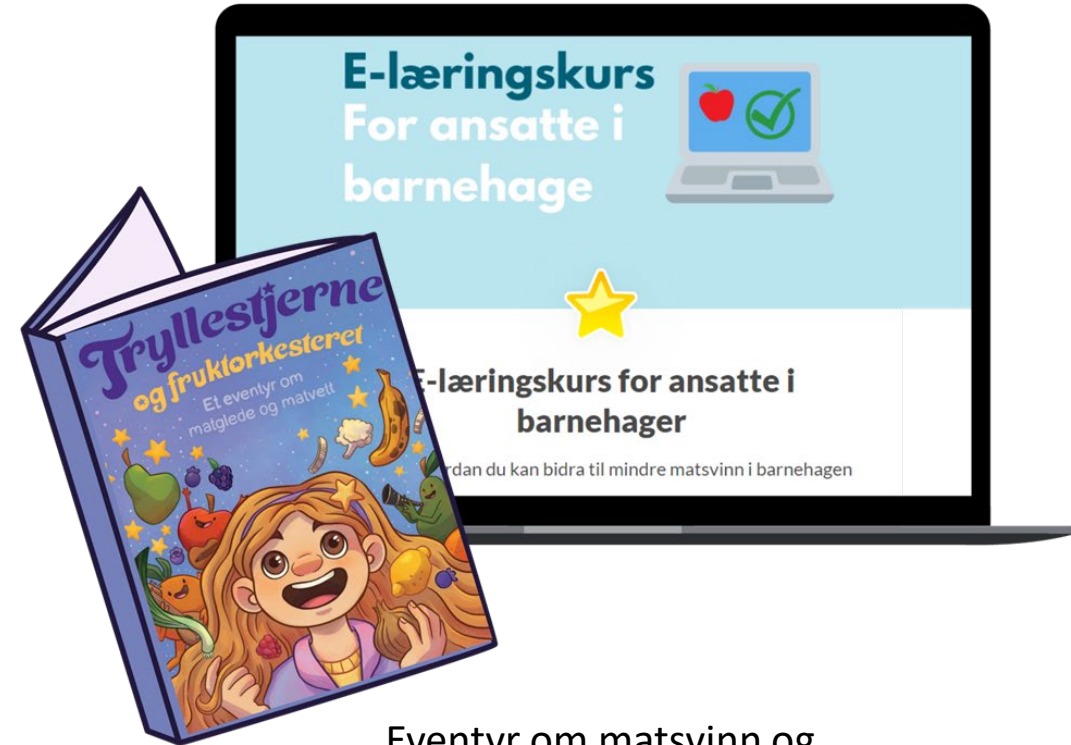 E-læringskurs
For ansatte i
barnehage
Tryllestjerne
og fruktorkesteret
Et eventyr om
matglede og matvett
-læringskurs for ansatte i
barnehager
du kan bidra til mindre matsvinn i barnehagen
Eventyr om matsvinn og